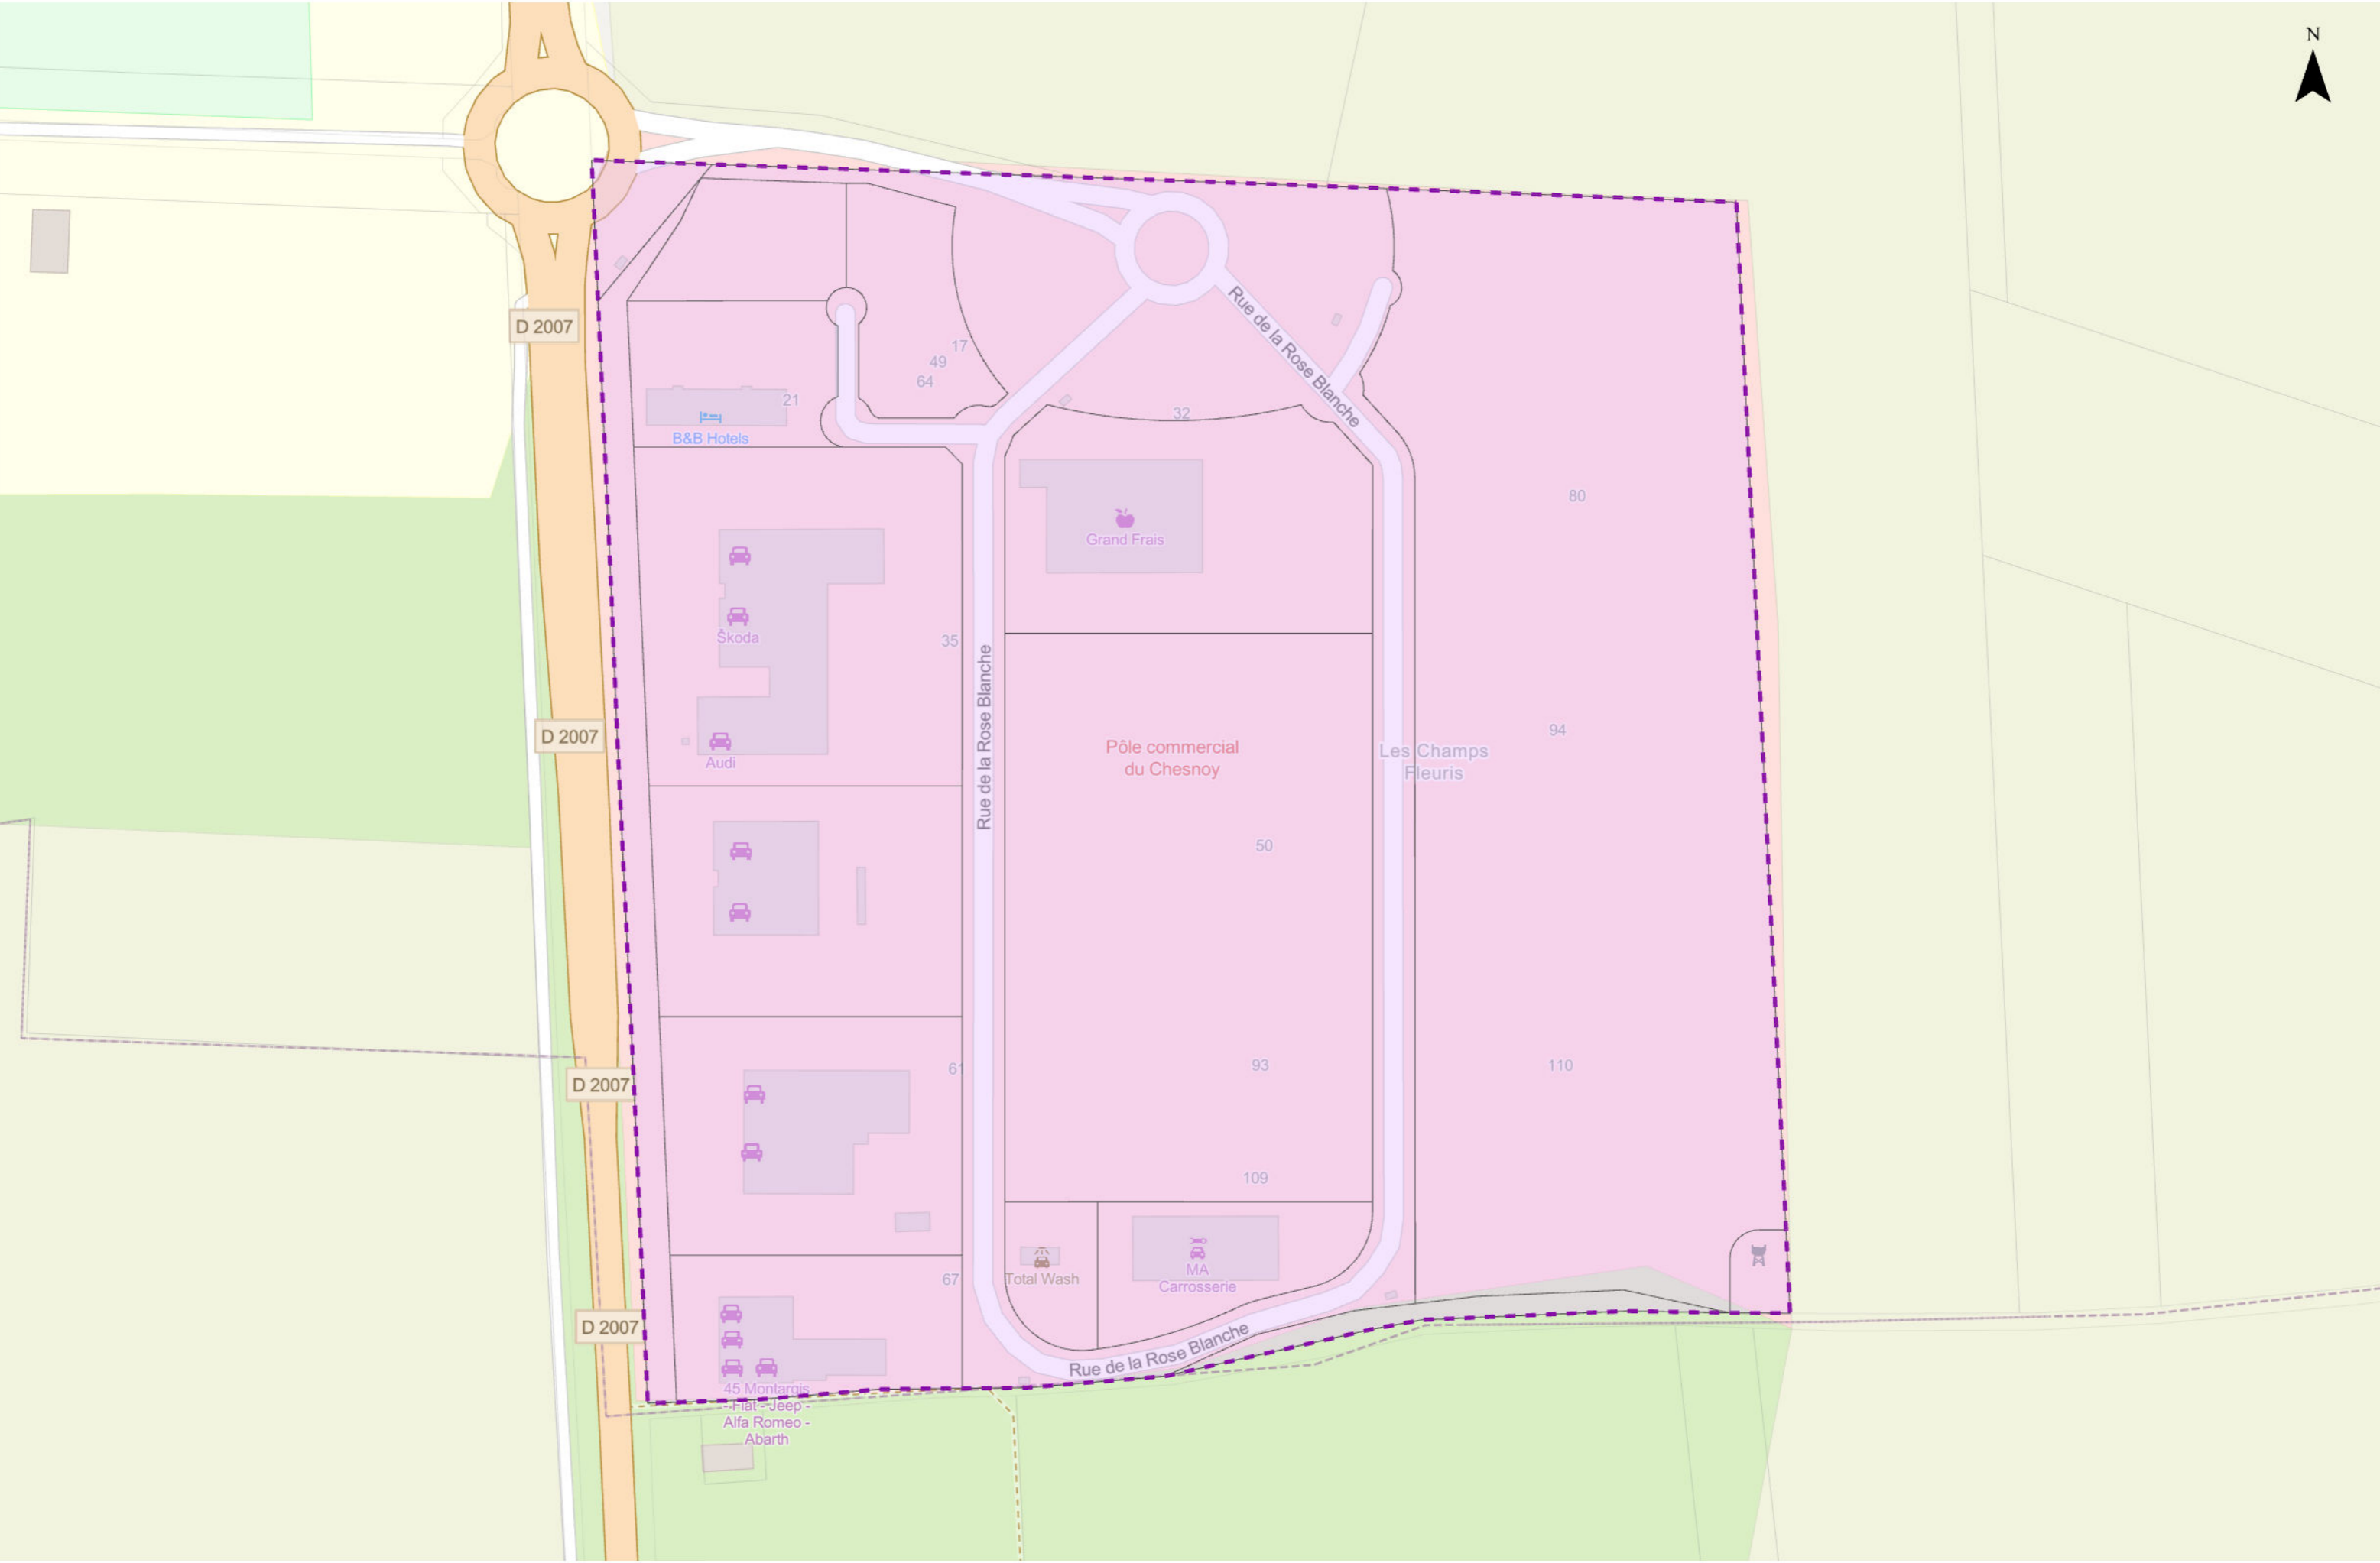 N
D 2007
Rue de la Rose Blanche
17
49
64
21
B&B Hotels
32
80
Grand Frais
Škoda
35
Rue de la Rose Blanche
Audi
D 2007
Pôle commercial
du Chesnoy
Les Champs
Fleuris
94
50
D 2007
61
93
110
109
67
Total Wash
MA
Carrosserie
D 2007
Rue de la Rose Blanche
45 Montargis
- Fiat - Jeep -
Alfa Romeo -
Abarth